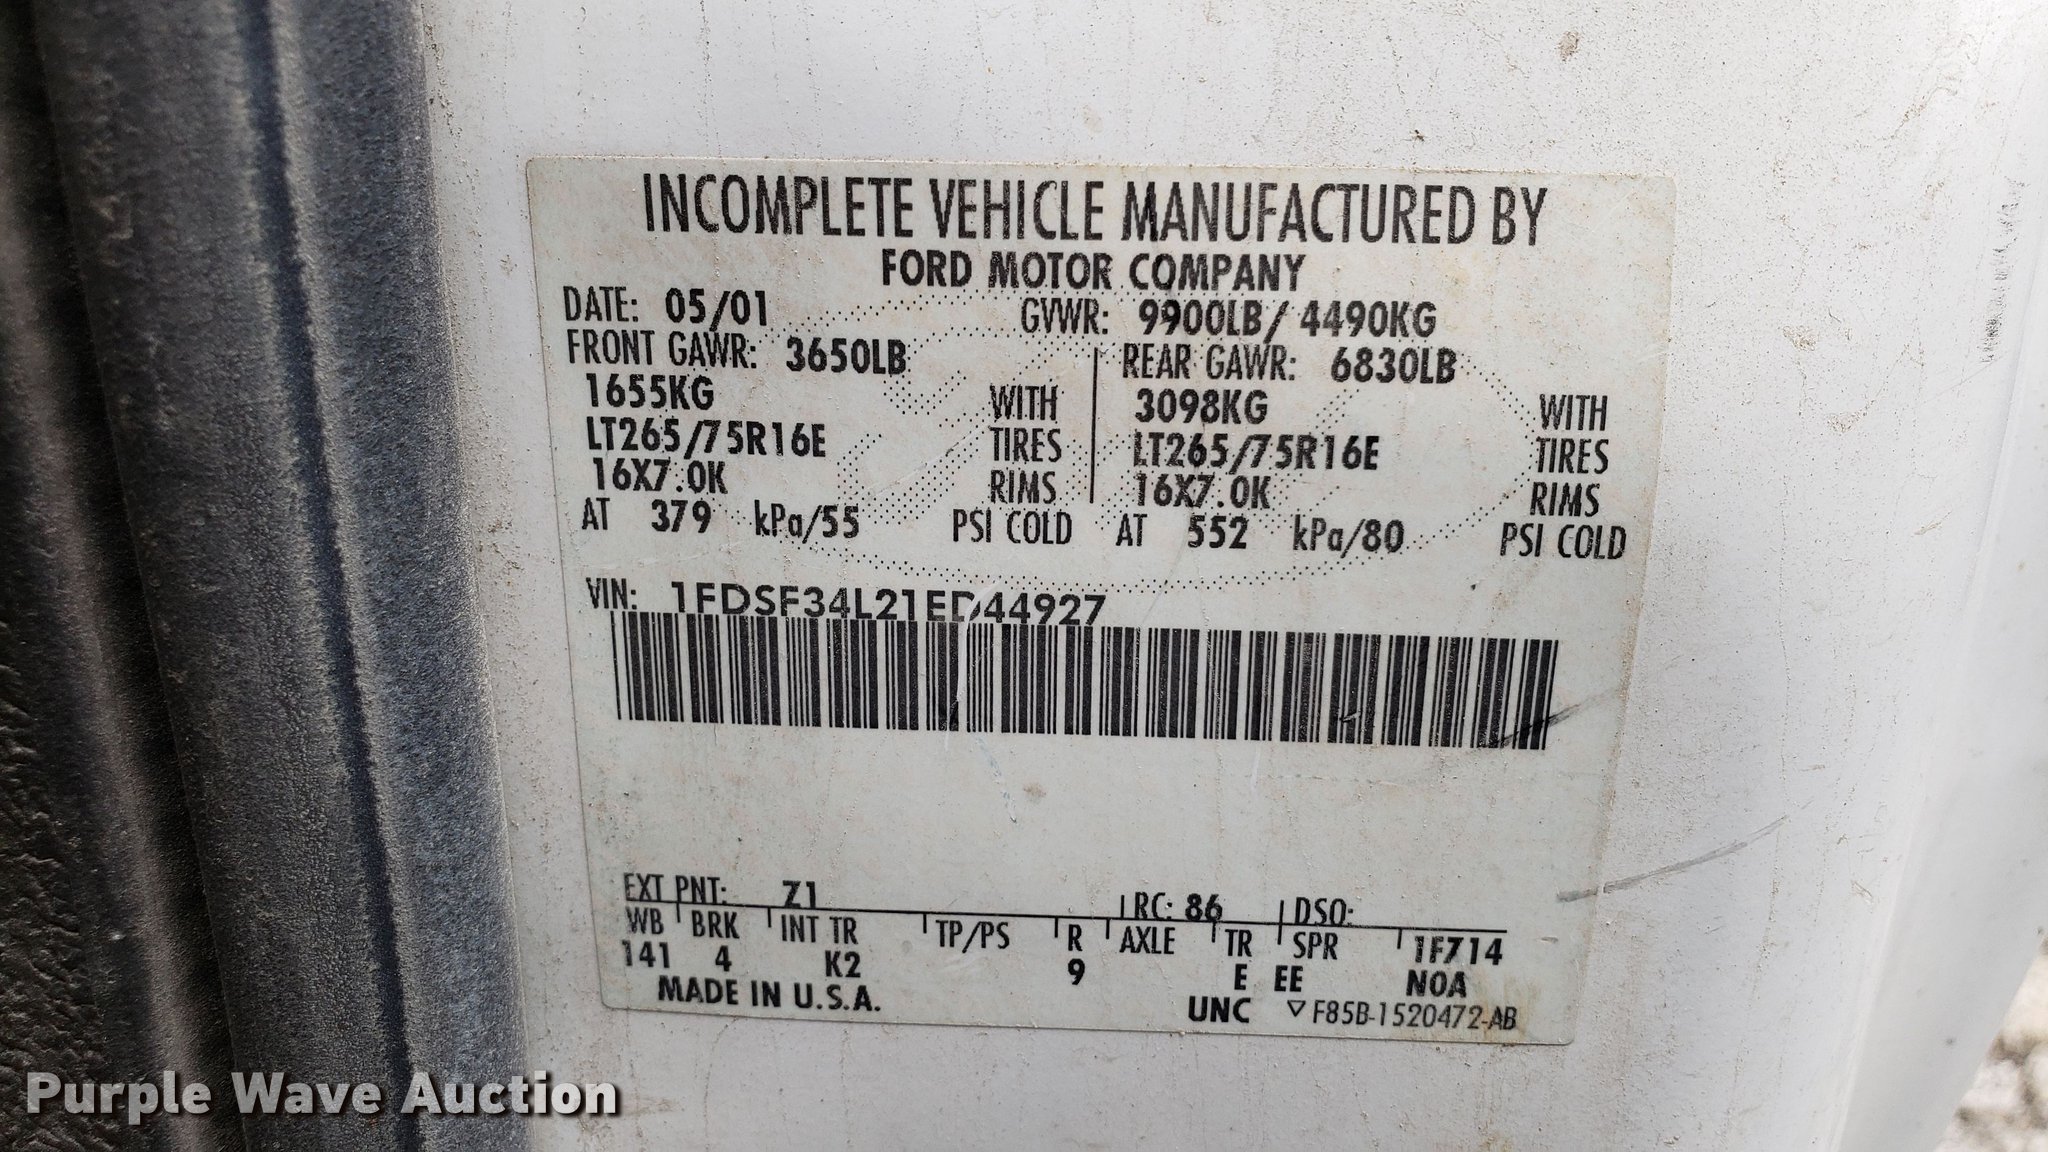 INCOMPLETE VEHICLE MANUFACTURED BY
FORD MOTOR COMPANY
DATE: 05/01 GVWR: 9900LB/ 4490KG
FRONT GAWR: 3650LB REAR GAWR: 6830LB
1655KG WITH 3098KG WITH
LT265/75R16E TIRES LT265/75R16E TIRES
16X7.0K RIMS 16X7.0K RIMS
AT 379 kPa/55 PSI COLD AT 552 kPa/80 PSI COLD
VIN: 1FDSF34L21ED44927
EXT PNT: Z1 RC: 86 DSO:
WB BRK INT TR TP/PS R AXLE TR SPR 1F714
141 4 K2 9 E EE NOA
MADE IN U.S.A. UNC ▽ F85B-1520472-AB
Purple Wave Auction